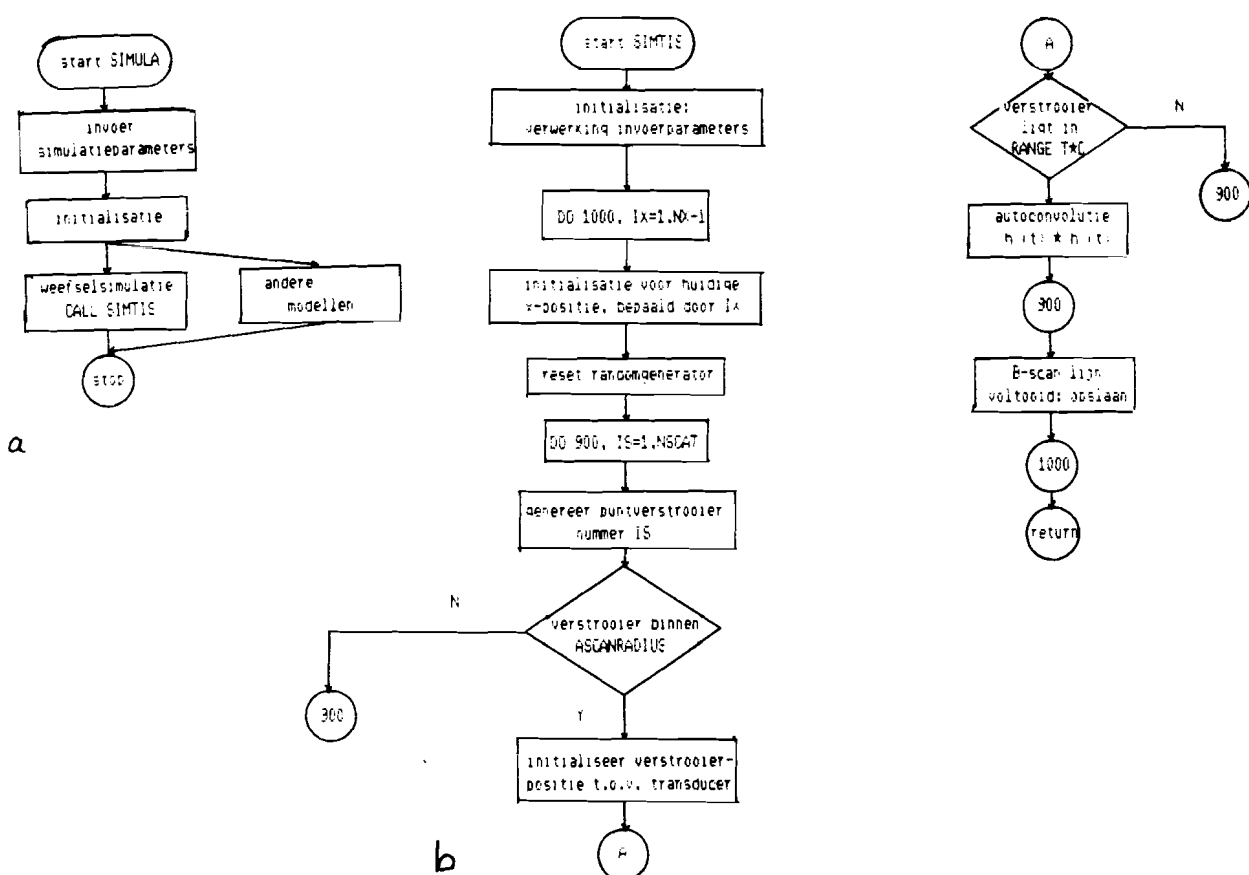 start SIMULA
invoer
simulatieparameters
initialisatie
weefselsimulatie
CALL SIMTIS
andere
modellen
stop
a
start SIMTIS
initialisatie:
verwerking invoerparameters
DO 1000, IX=1,NX-1
initialisatie voor huidige
x-positie, bepaald door IX
reset randomgenerator
DO 900, IS=1,NSCAT
genereer puntverstrooier
nummer IS
verstrooier binnen
ASCANRADIUS
N
900
Y
initialiseer verstrooier-
positie t.o.v. transducer
A
b
A
verstrooier
ligt in
RANGE T*C
N
900
autoconvolutie
h(t) * h(t)
900
B-scan lijn
voltooid: opslaan
1000
return